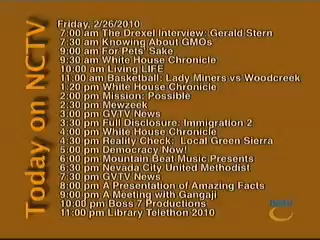 Today on NCTV
Friday, 2/26/2010
7:00 am The Drexel Interview: Gerald Stern
7:30 am Knowing About GMOs
9:00 am For Pets' Sake
9:30 am White House Chronicle
10:00 am Living LIFE
11:00 am Basketball: Lady Miners vs Woodcreek
1:20 pm White House Chronicle
2:00 pm Mission: Possible
2:30 pm Mewzeek
3:00 pm GVTV News
3:30 pm Full Disclosure: Immigration 2
4:00 pm White House Chronicle
4:30 pm Reality Check: Local Green Sierra
5:00 pm Democracy Now!
6:00 pm Mountain Beat Music Presents
6:30 pm Nevada City United Methodist
7:30 pm GVTV News
8:00 pm A Presentation of Amazing Facts
9:00 pm A Meeting with Gangaji
10:00 pm Boss 7 Productions
11:00 pm Library Telethon 2010